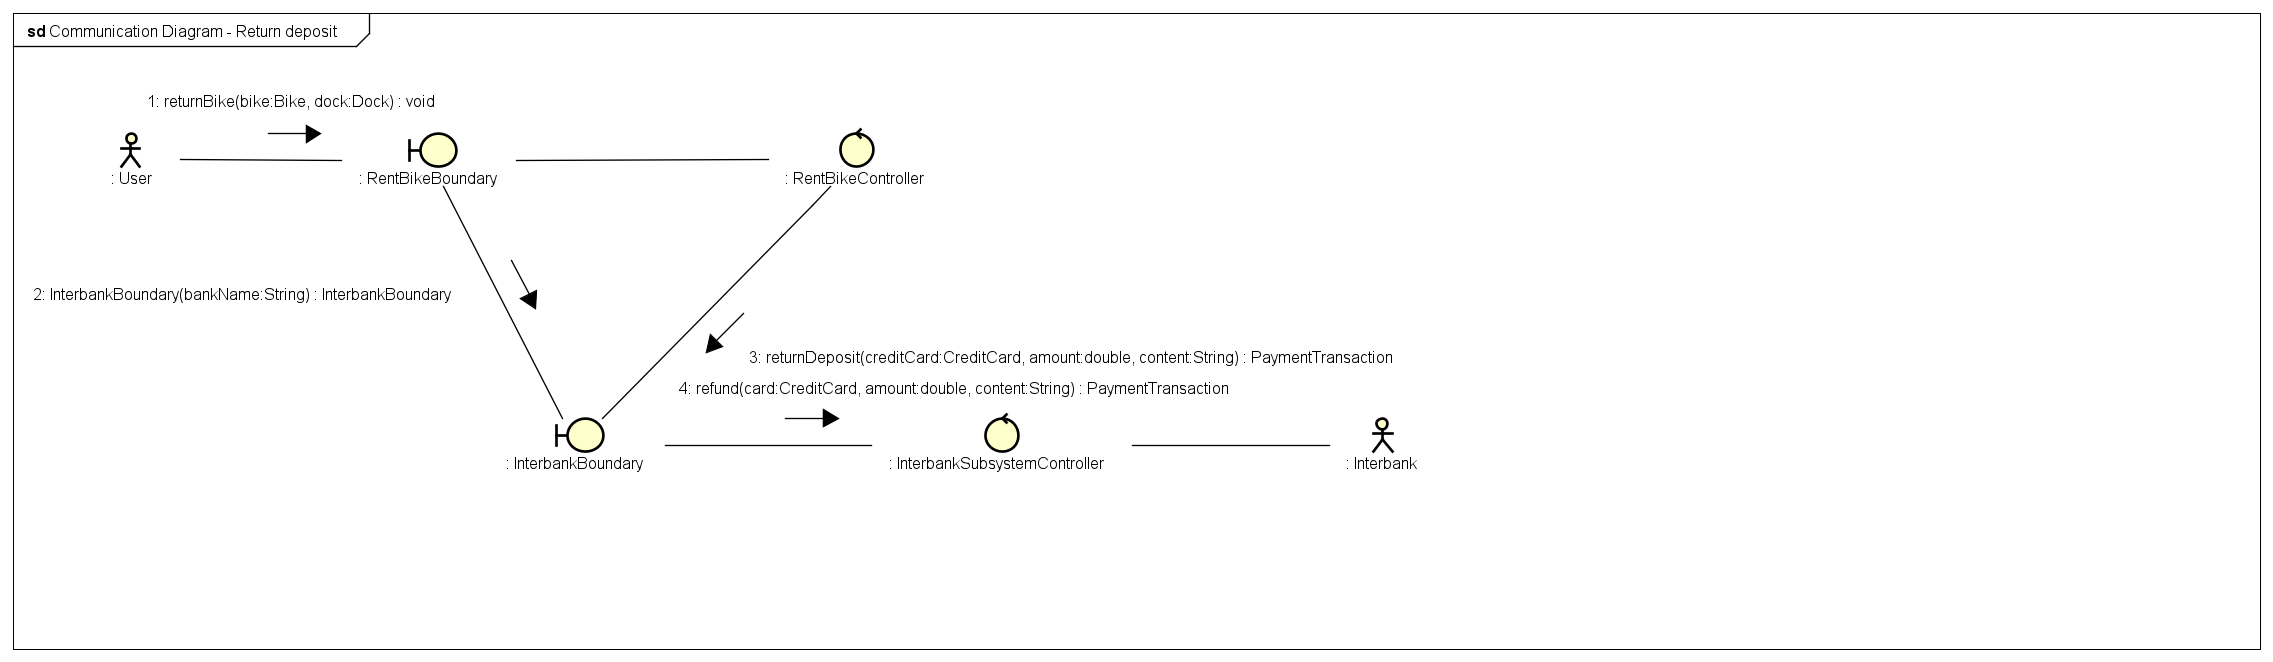 sd Communication Diagram - Return deposit
1: returnBike(bike:Bike, dock:Dock) : void
: User
: RentBikeBoundary
: RentBikeController
2: InterbankBoundary(bankName:String) : InterbankBoundary
3: returnDeposit(creditCard:CreditCard, amount:double, content:String) : PaymentTransaction
4: refund(card:CreditCard, amount:double, content:String) : PaymentTransaction
: InterbankBoundary
: InterbankSubsystemController
: Interbank